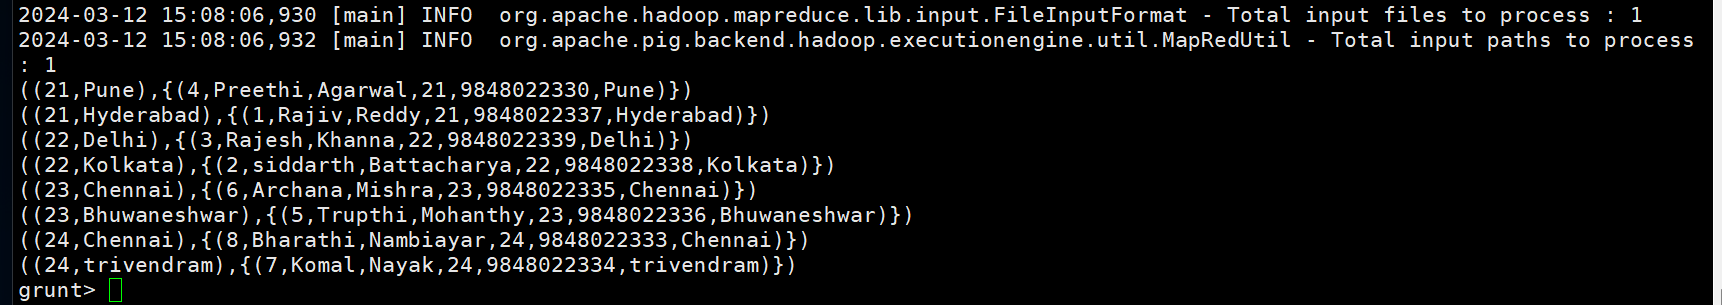 2024-03-12 15:08:06,930 [main] INFO  org.apache.hadoop.mapreduce.lib.input.FileInputFormat - Total input files to process : 1
2024-03-12 15:08:06,932 [main] INFO  org.apache.pig.backend.hadoop.executionengine.util.MapRedUtil - Total input paths to process
: 1
((21,Pune),{(4,Preethi,Agarwal,21,9848022330,Pune)})
((21,Hyderabad),{(1,Rajiv,Reddy,21,9848022337,Hyderabad)})
((22,Delhi),{(3,Rajesh,Khanna,22,9848022339,Delhi)})
((22,Kolkata),{(2,siddarth,Battacharya,22,9848022338,Kolkata)})
((23,Chennai),{(6,Archana,Mishra,23,9848022335,Chennai)})
((23,Bhuwaneshwar),{(5,Trupthi,Mohanthy,23,9848022336,Bhuwaneshwar)})
((24,Chennai),{(8,Bharathi,Nambiayar,24,9848022333,Chennai)})
((24,trivendram),{(7,Komal,Nayak,24,9848022334,trivendram)})
grunt>